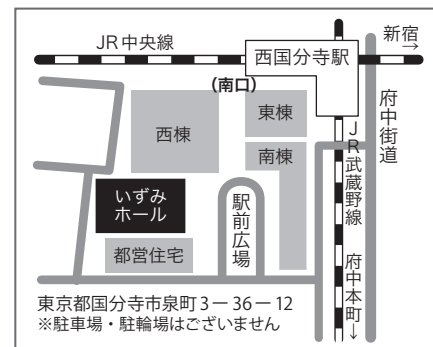 JR中央線
新宿
→
西国分寺駅
(南口)
東棟
西棟
南棟
府中街道
JR武蔵野線
いずみ
ホール
駅前広場
都営住宅
府中本町→
東京都国分寺市泉町3－36－12
※駐車場・駐輪場はございません